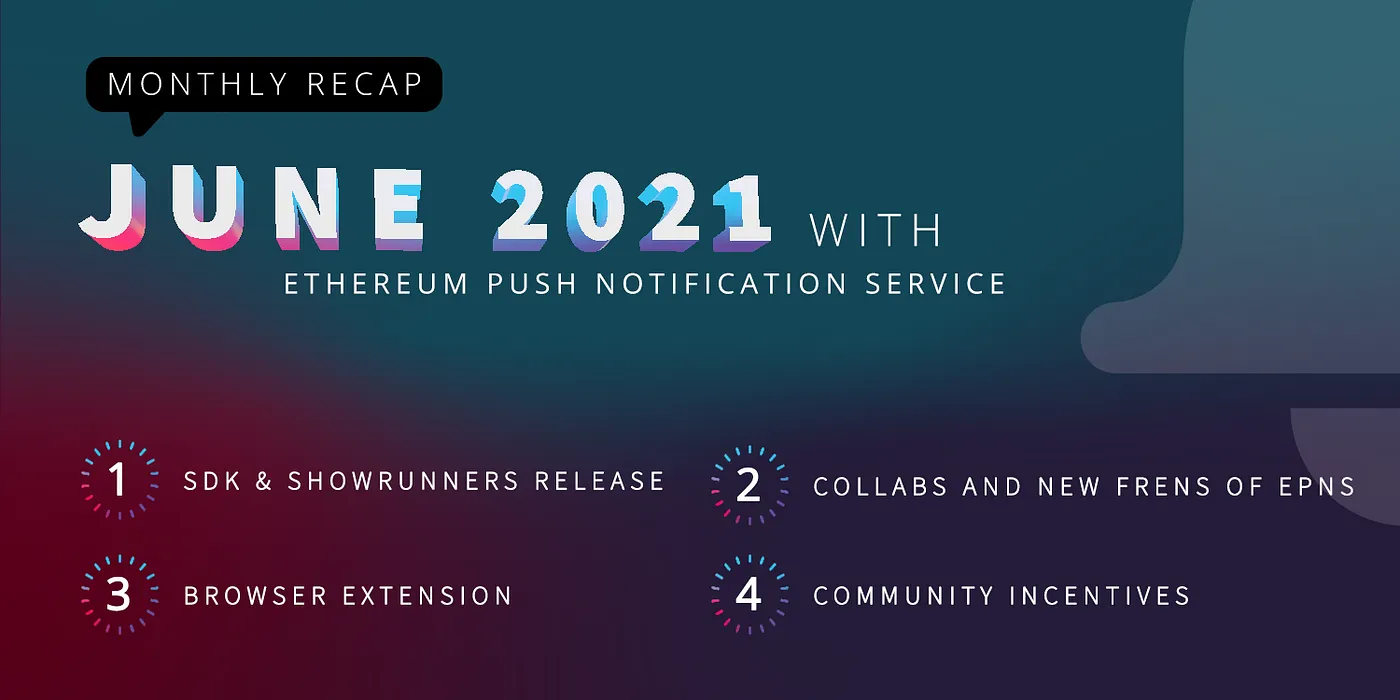 MONTHLY RECAP
JUNE 2021 WITH
ETHEREUM PUSH NOTIFICATION SERVICE
1 SDK & SHOWRUNNERS RELEASE
2 COLLABS AND NEW FRENS OF EPNS
3 BROWSER EXTENSION
4 COMMUNITY INCENTIVES